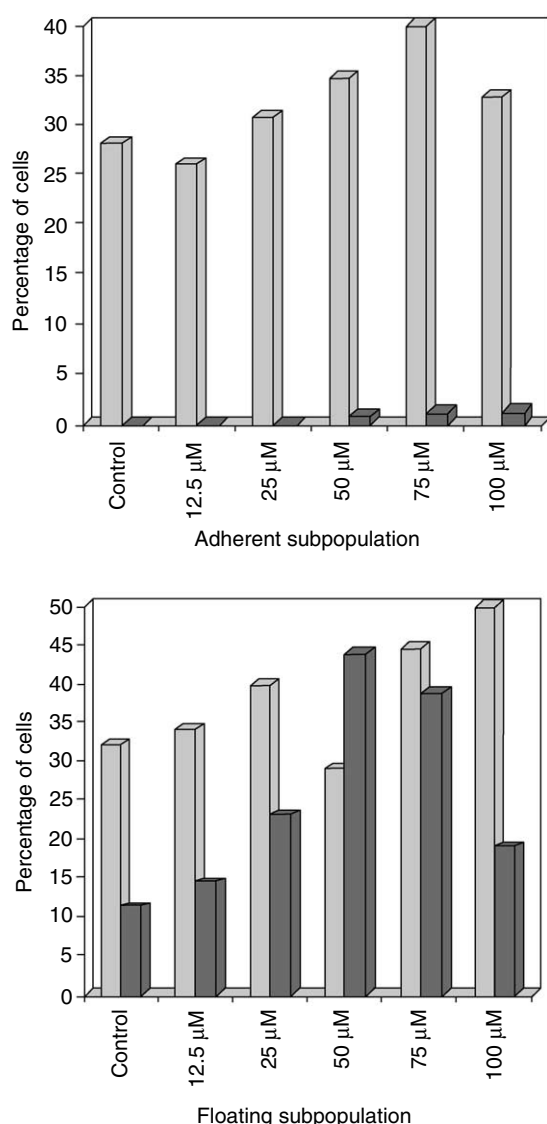 Percentage of cells
40
35
30
25
20
15
10
5
0
Control
12.5 μM
25 μM
50 μM
75 μM
100 μM
Adherent subpopulation
Percentage of cells
50
45
40
35
30
25
20
15
10
5
0
Control
12.5 μM
25 μM
50 μM
75 μM
100 μM
Floating subpopulation